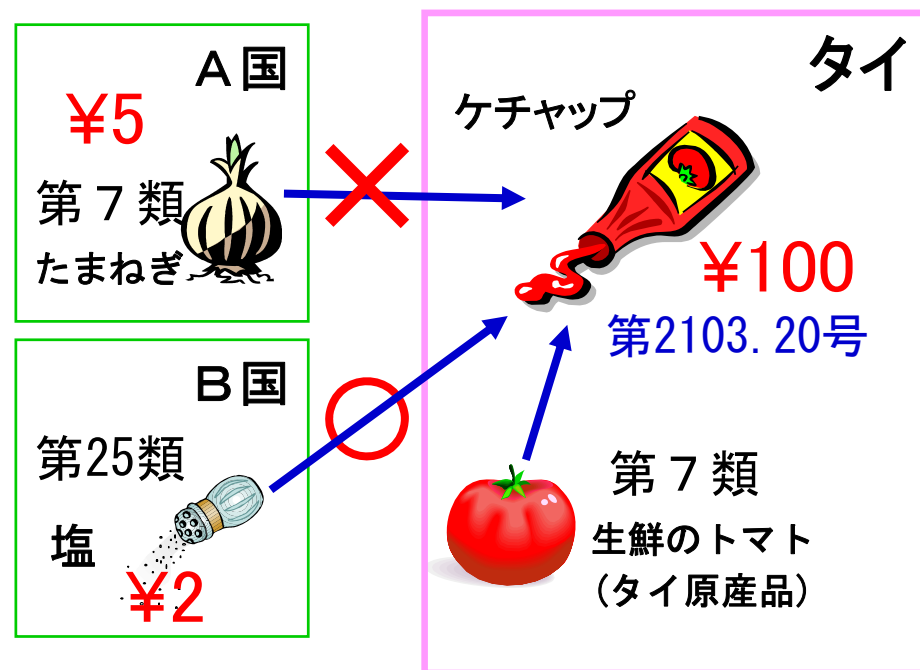 A国
¥5
第7類
たまねぎ
B国
第25類
塩
¥2
タイ
ケチャップ
¥100
第2103.20号
第7類
生鮮のトマト
(タイ原産品)